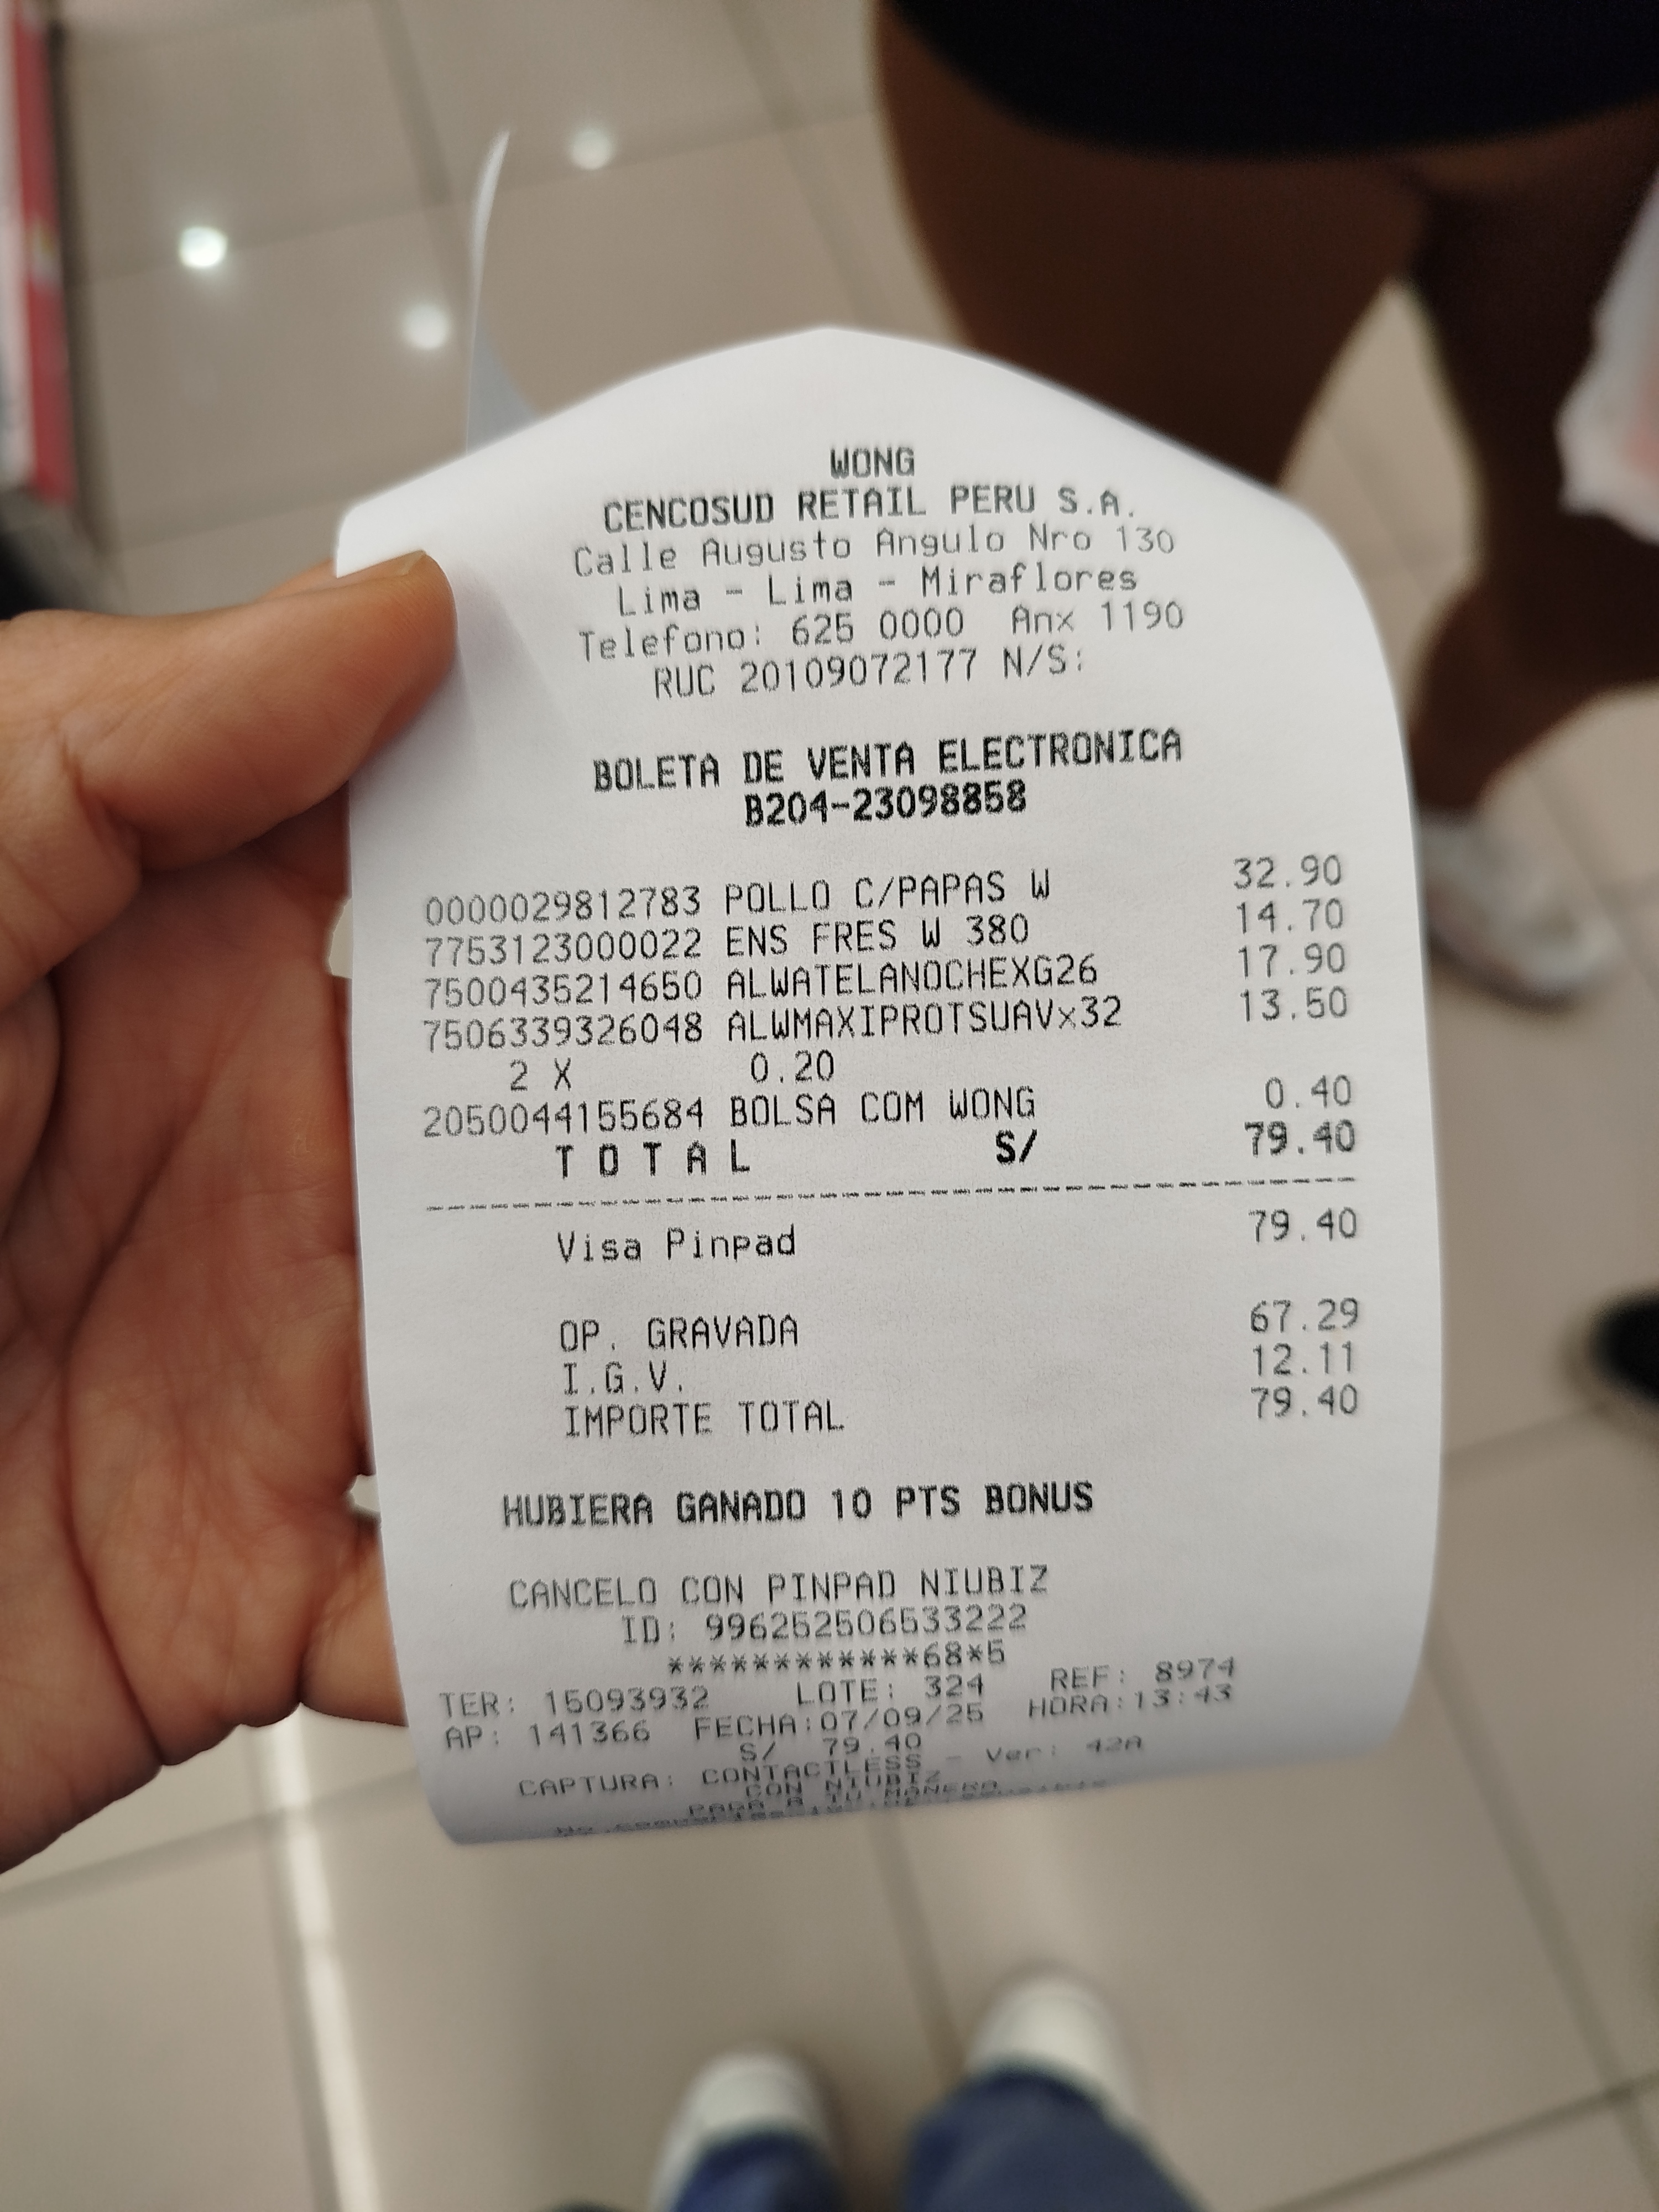 WONG
CENCOSUD RETAIL PERU S.A.
Calle Augusto Angulo Nro 130
Lima - Lima - Miraflores
Telefono: 625 0000 Anx 1190
RUC 20109072177 N/S:
BOLETA DE VENTA ELECTRONICA
B204-23098858
0000029812783 POLLO C/PAPAS W 32.90
7753123000022 ENS FRES W 380 14.70
7500435214650 ALWATELANOCHEXG26 17.90
7506339326048 ALWMAXIPROTSUAVx32 13.50
2 X 0.20
2050044155684 BOLSA COM WONG 0.40
T O T A L S/ 79.40
Visa Pinpad 79.40
OP. GRAVADA 67.29
I.G.V. 12.11
IMPORTE TOTAL 79.40
HUBIERA GANADO 10 PTS BONUS
CANCELO CON PINPAD NIUBIZ
ID: 996252506533222
************68*5
TER: 15093932 LOTE: 324 REF: 8974
AP: 141366 FECHA:07/09/25 HORA:13:43
S/ 79.40
CAPTURA: CONTACTLESS - Ver: 42A
CON NIUBIZ
PAGA A TU MANERA